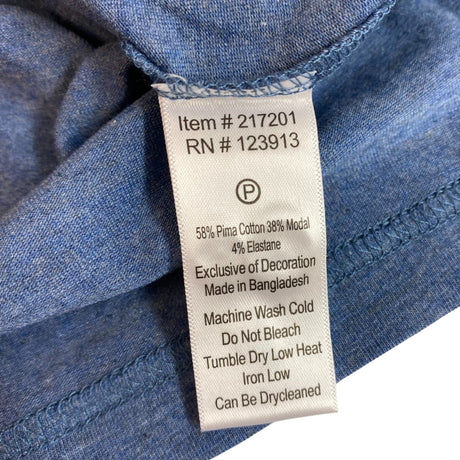 Item # 217201
RN # 123913
P
58% Pima Cotton 38% Modal
4% Elastane
Exclusive of Decoration
Made in Bangladesh
Machine Wash Cold
Do Not Bleach
Tumble Dry Low Heat
Iron Low
Can Be Drycleaned